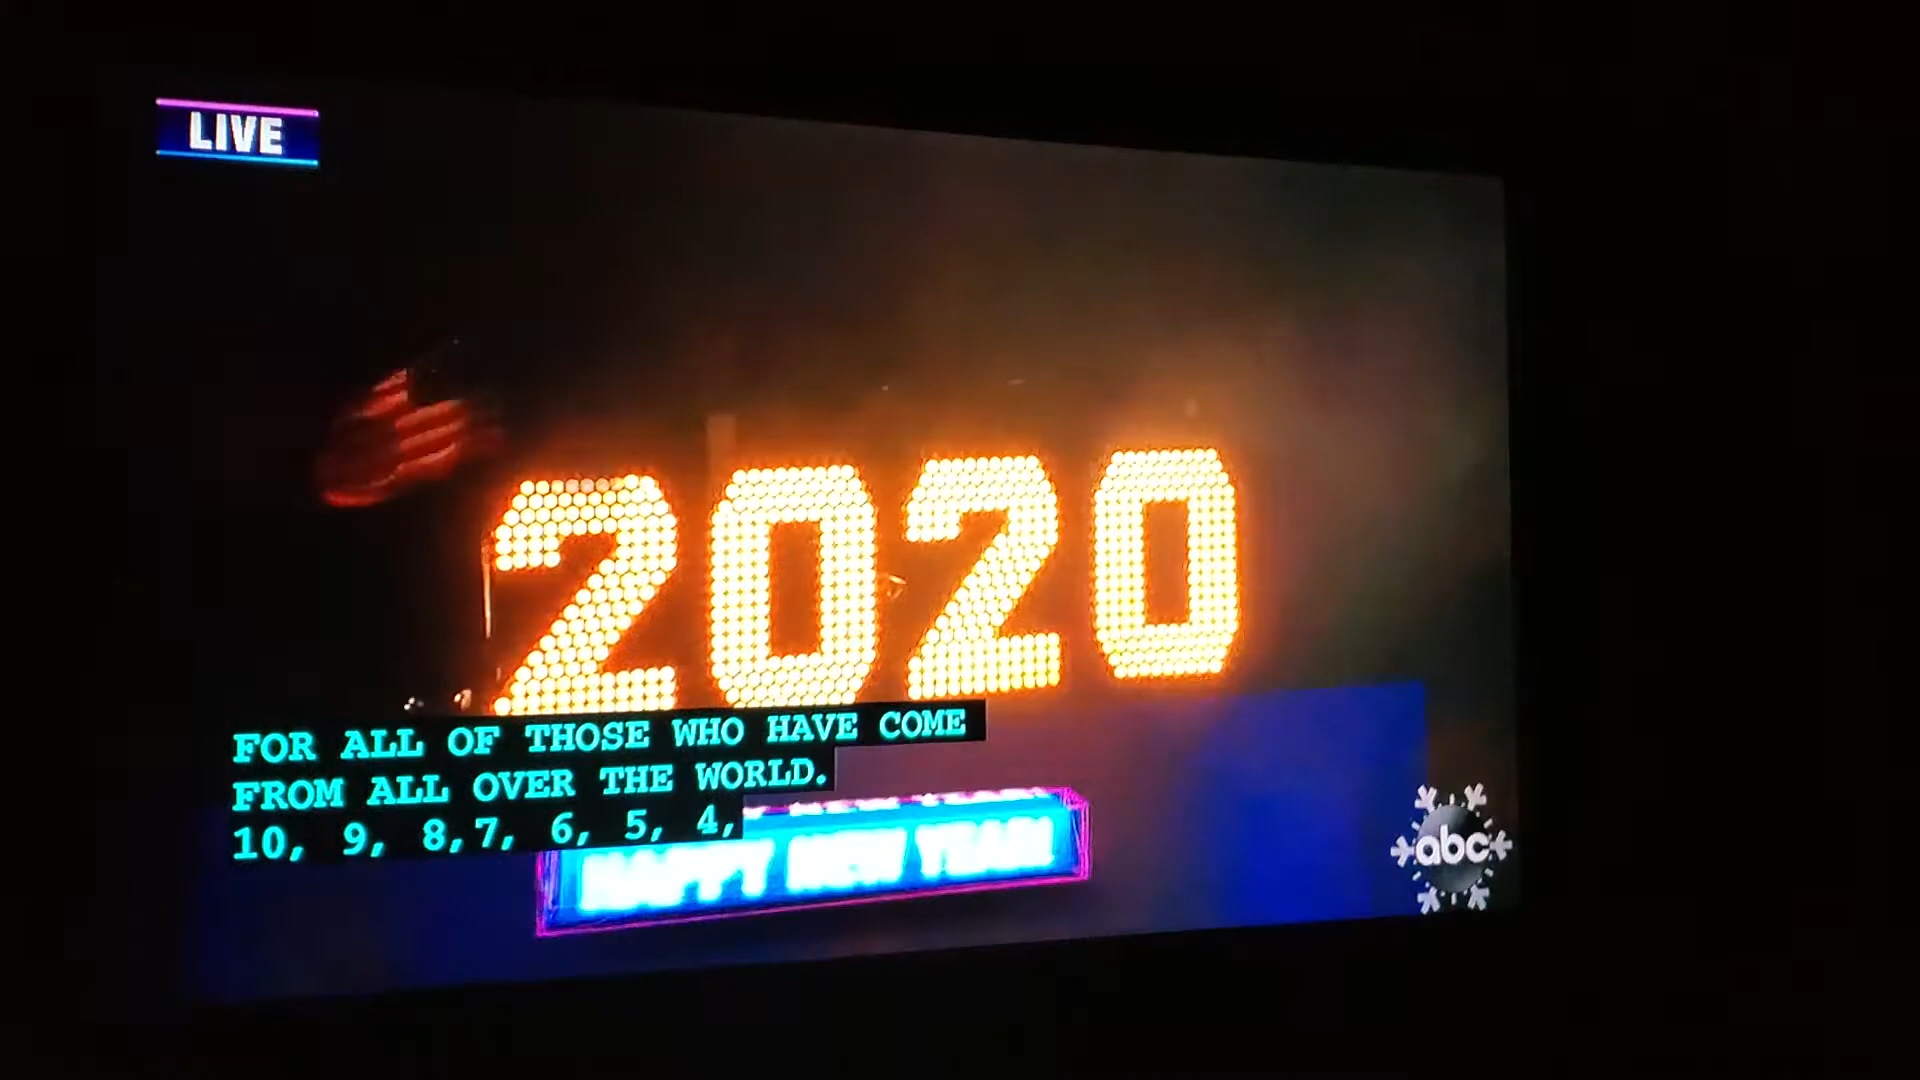 LIVE
2020
FOR ALL OF THOSE WHO HAVE COME
FROM ALL OVER THE WORLD.
10, 9, 8,7, 6, 5, 4,
HAPPY NEW YEAR!
abc